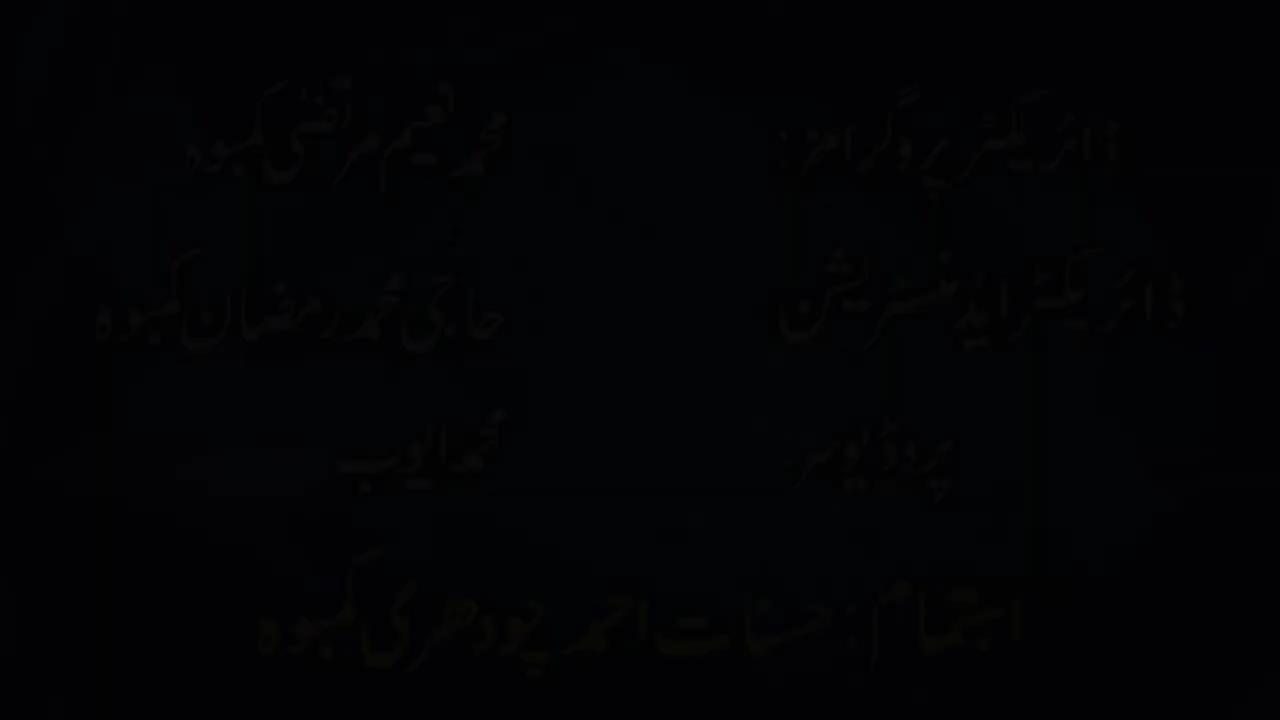 ڈائریکٹر پروگرامز: محمد نعیم مرتضیٰ کمبوہ
ڈائریکٹر ایڈمنسٹریشن حاجی محمد رمضان کمبوہ
پروڈیوسر محمد ایوب
اہتمام: حسنات احمد چودھری کمبوہ